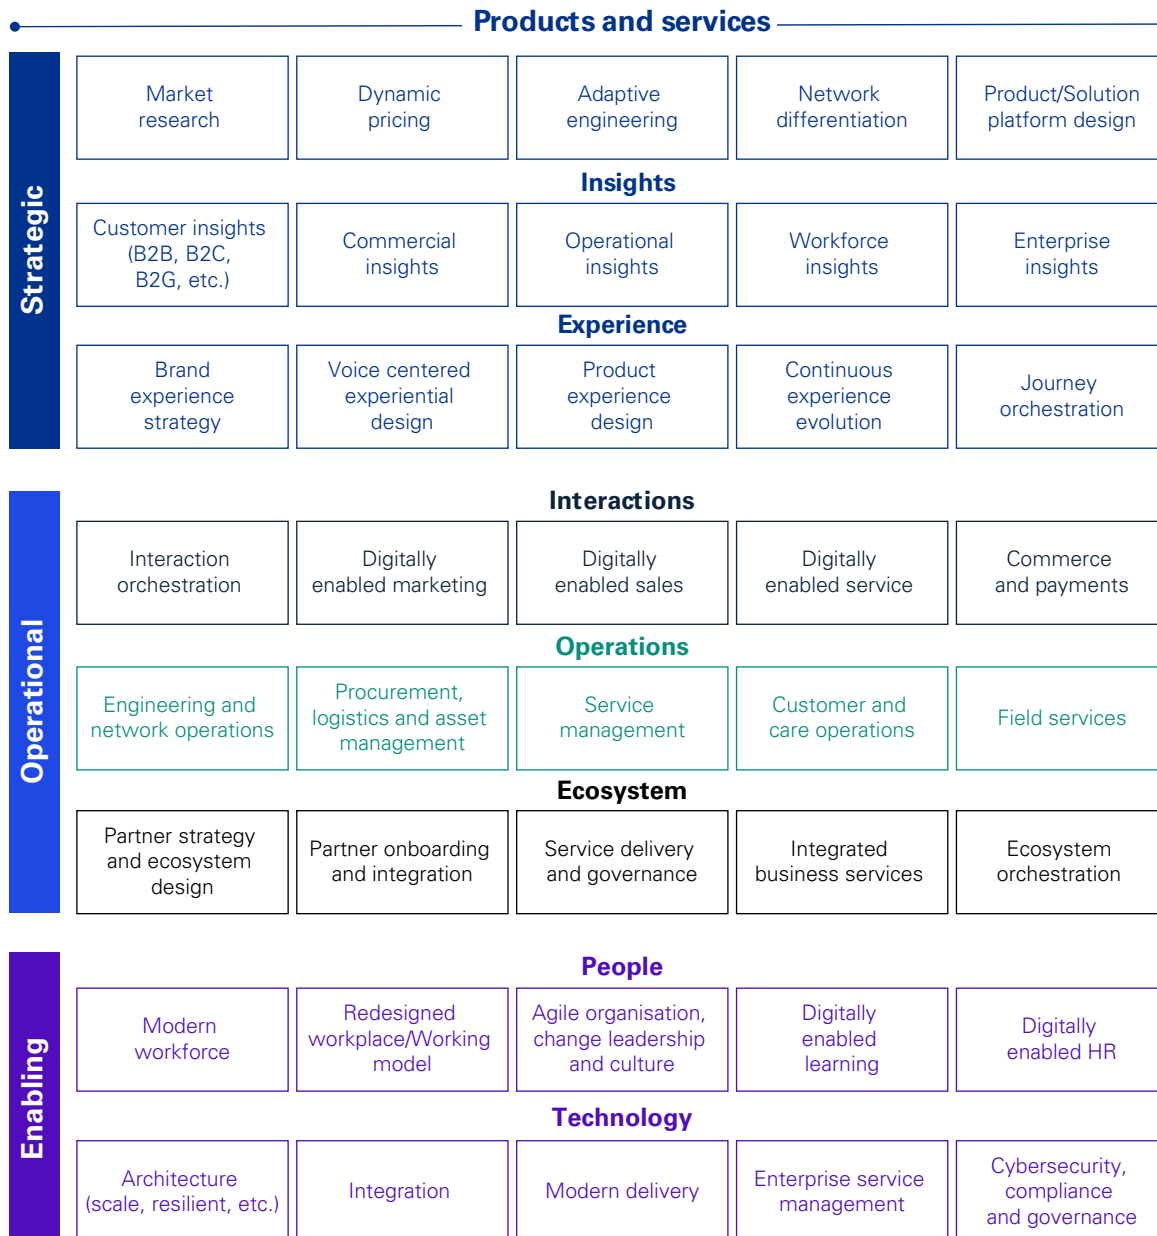 Products and services
Strategic
Market
research
Dynamic
pricing
Adaptive
engineering
Network
differentiation
Product/Solution
platform design
Insights
Customer insights
(B2B, B2C,
B2G, etc.)
Commercial
insights
Operational
insights
Workforce
insights
Enterprise
insights
Experience
Brand
experience
strategy
Voice centered
experiential
design
Product
experience
design
Continuous
experience
evolution
Journey
orchestration
Operational
Interactions
Interaction
orchestration
Digitally
enabled marketing
Digitally
enabled sales
Digitally
enabled service
Commerce
and payments
Operations
Engineering and
network operations
Procurement,
logistics and asset
management
Service
management
Customer and
care operations
Field services
Ecosystem
Partner strategy
and ecosystem
design
Partner onboarding
and integration
Service delivery
and governance
Integrated
business services
Ecosystem
orchestration
Enabling
People
Modern
workforce
Redesigned
workplace/Working
model
Agile organisation,
change leadership
and culture
Digitally
enabled
learning
Digitally
enabled HR
Technology
Architecture
(scale, resilient, etc.)
Integration
Modern delivery
Enterprise service
management
Cybersecurity,
compliance
and governance